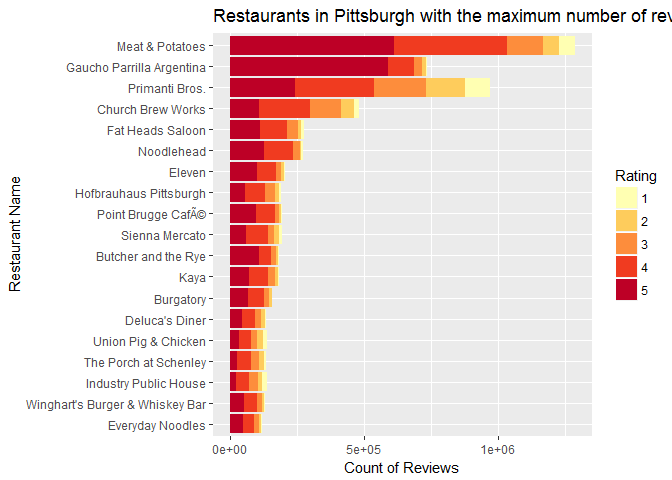 Restaurants in Pittsburgh with the maximum number of rev
Restaurant Name
Meat & Potatoes
Gaucho Parrilla Argentina
Primanti Bros.
Church Brew Works
Fat Heads Saloon
Noodlehead
Eleven
Hofbrauhaus Pittsburgh
Point Brugge CafÃ©
Sienna Mercato
Butcher and the Rye
Kaya
Burgatory
Deluca's Diner
Union Pig & Chicken
The Porch at Schenley
Industry Public House
Winghart's Burger & Whiskey Bar
Everyday Noodles
0e+00 5e+05 1e+06
Count of Reviews
Rating
1
2
3
4
5